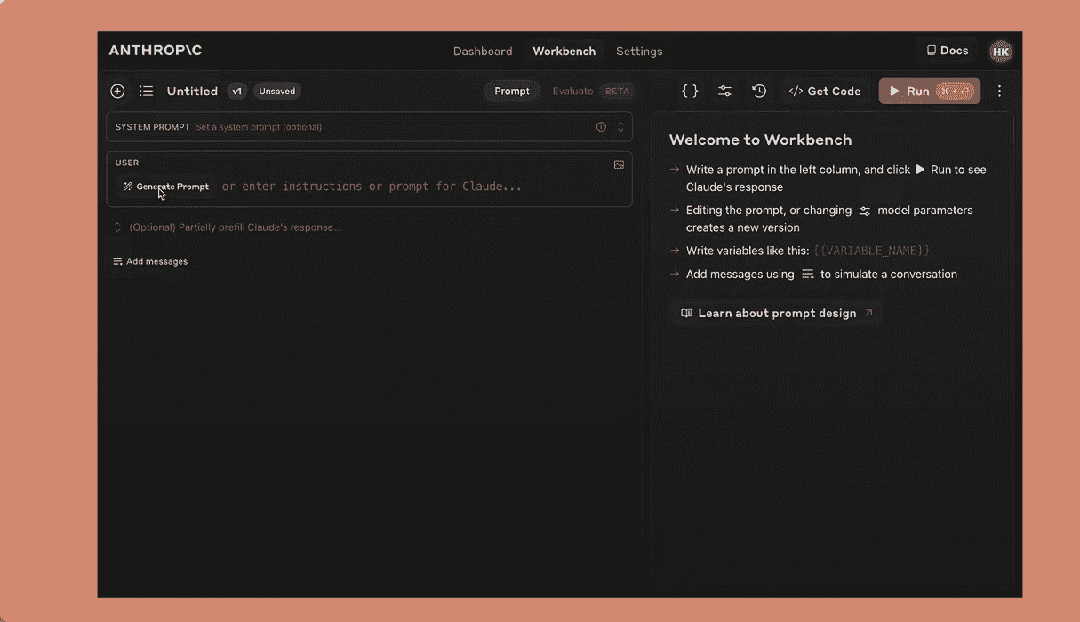 ANTHROP\C
Dashboard Workbench Settings
Docs HK
Untitled v1 Unsaved
Prompt Evaluate BETA
{ } </> Get Code Run
SYSTEM PROMPT Set a system prompt (optional)
USER
Generate Prompt or enter instructions or prompt for Claude...
(Optional) Partially prefill Claude's response...
Add messages
Welcome to Workbench
→ Write a prompt in the left column, and click ▶ Run to see
Claude's response
→ Editing the prompt, or changing model parameters
creates a new version
→ Write variables like this: {{VARIABLE_NAME}}
→ Add messages using to simulate a conversation
Learn about prompt design ↗